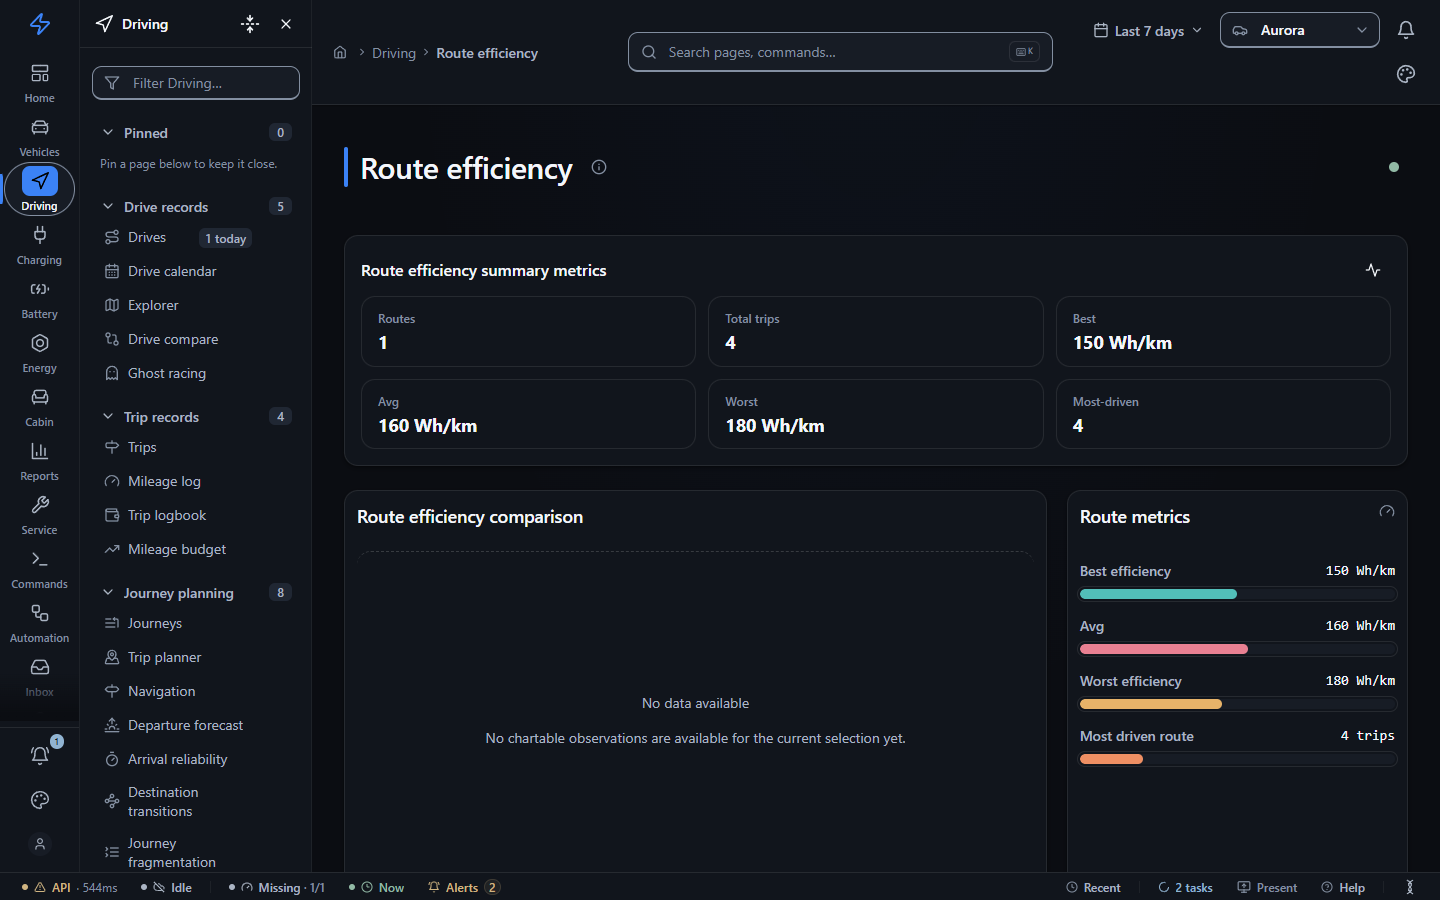 Home
Vehicles
Driving
Charging
Battery
Energy
Cabin
Reports
Service
Commands
Automation
Inbox
1
Driving
Filter Driving...
Pinned 0
Pin a page below to keep it close.
Drive records 5
Drives 1 today
Drive calendar
Explorer
Drive compare
Ghost racing
Trip records 4
Trips
Mileage log
Trip logbook
Mileage budget
Journey planning 8
Journeys
Trip planner
Navigation
Departure forecast
Arrival reliability
Destination
transitions
Journey
fragmentation
Driving Route efficiency
Search pages, commands... K
Last 7 days
Aurora
Route efficiency
Route efficiency summary metrics
Routes
1
Total trips
4
Best
150 Wh/km
Avg
160 Wh/km
Worst
180 Wh/km
Most-driven
4
Route efficiency comparison
No data available
No chartable observations are available for the current selection yet.
Route metrics
Best efficiency 150 Wh/km
Avg 160 Wh/km
Worst efficiency 180 Wh/km
Most driven route 4 trips
API · 544ms
Idle
Missing · 1/1
Now
Alerts 2
Recent
2 tasks
Present
Help